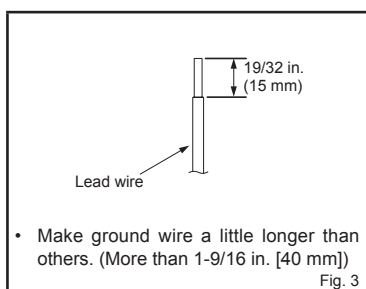 19/32 in.
(15 mm)
Lead wire
• Make ground wire a little longer than
others. (More than 1-9/16 in. [40 mm])
Fig. 3